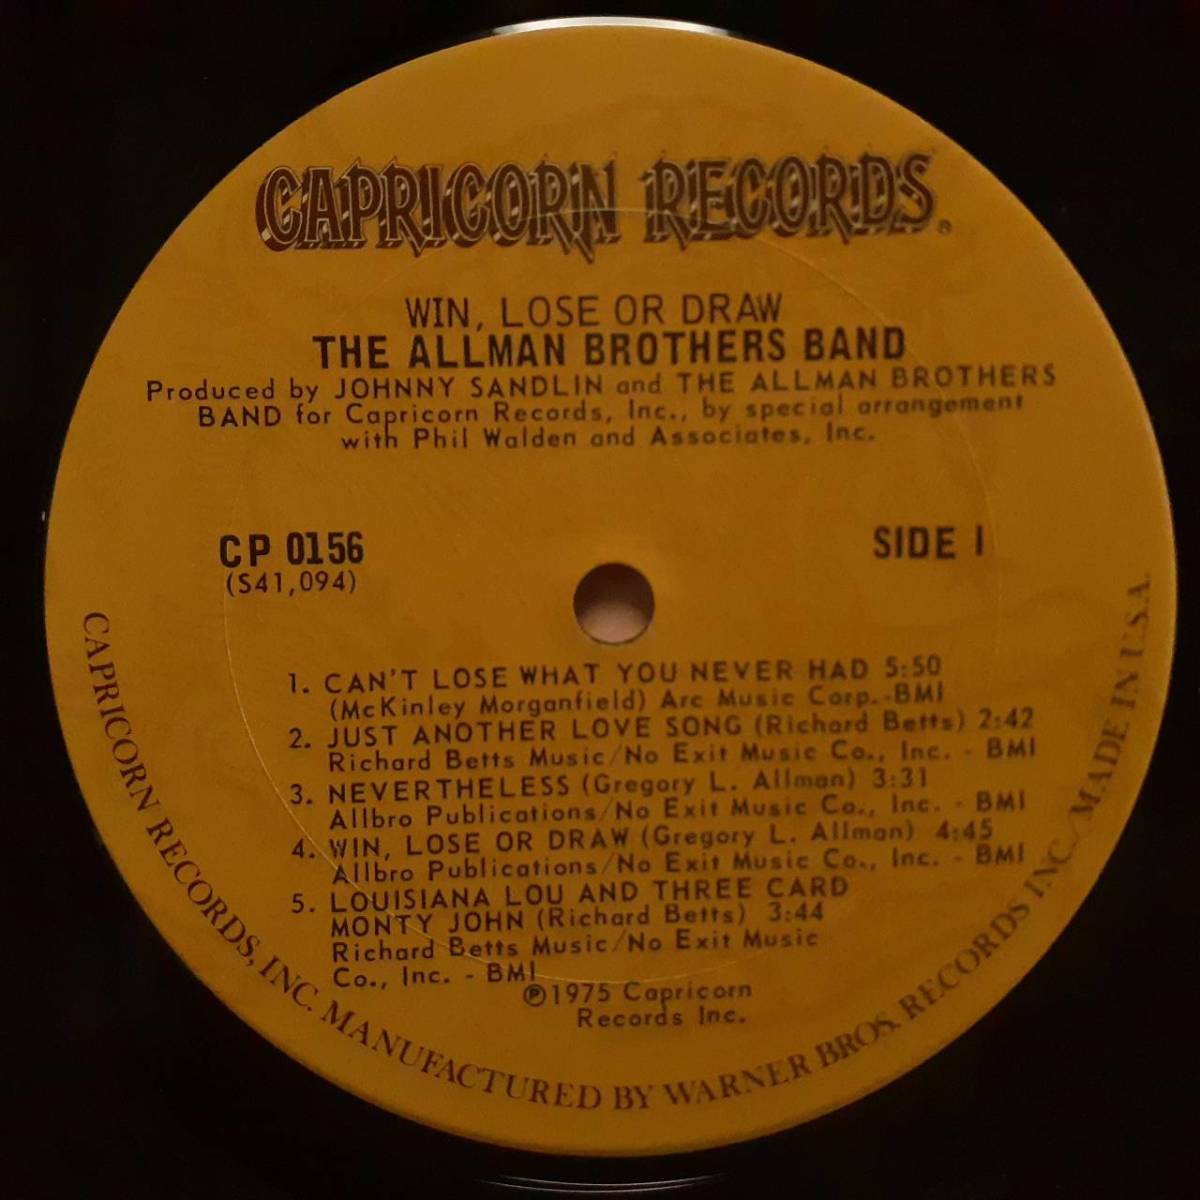 CAPRICORN RECORDS®
WIN, LOSE OR DRAW
THE ALLMAN BROTHERS BAND
Produced by JOHNNY SANDLIN and THE ALLMAN BROTHERS
BAND for Capricorn Records, Inc., by special arrangement
with Phil Walden and Associates, Inc.
CP 0156
(S41,094)
SIDE 1
1. CAN'T LOSE WHAT YOU NEVER HAD 5:50
(McKinley Morganfield) Arc Music Corp.-BMI
2. JUST ANOTHER LOVE SONG (Richard Betts) 2:42
Richard Betts Music/No Exit Music Co., Inc. - BMI
3. NEVERTHELESS (Gregory L. Allman) 3:31
Allbro Publications/No Exit Music Co., Inc. - BMI
4. WIN, LOSE OR DRAW (Gregory L. Allman) 4:45
Allbro Publications/No Exit Music Co., Inc. - BMI
5. LOUISIANA LOU AND THREE CARD
MONTY JOHN (Richard Betts) 3:44
Richard Betts Music/No Exit Music
Co., Inc. - BMI
℗1975 Capricorn
Records Inc.
CAPRICORN RECORDS, INC. MANUFACTURED BY WARNER BROS. RECORDS INC./MADE IN U.S.A.